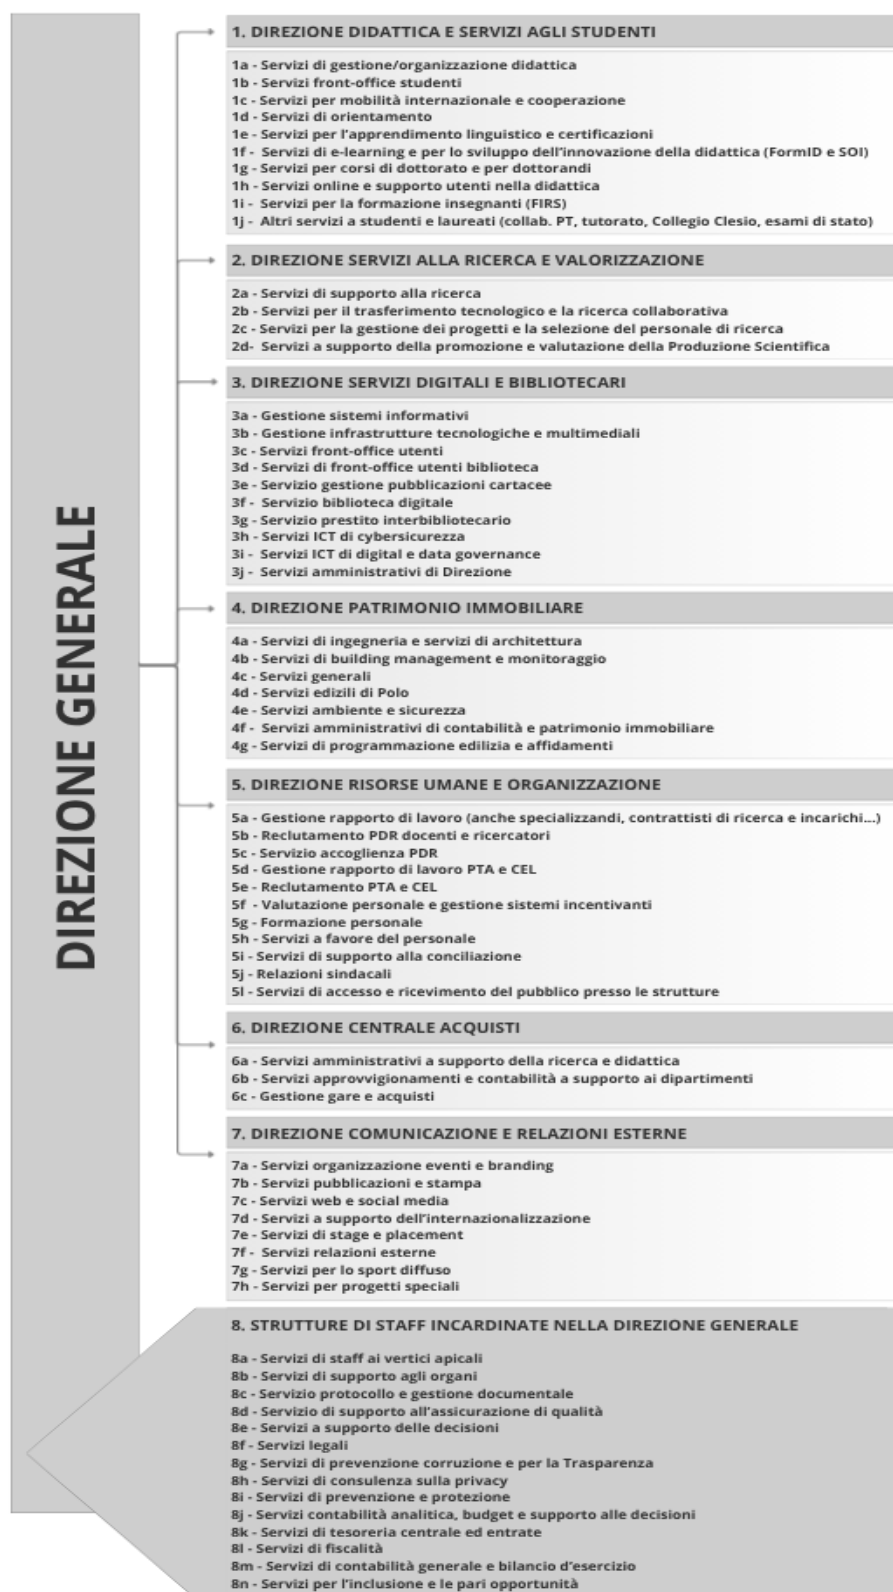 DIREZIONE GENERALE
1. DIREZIONE DIDATTICA E SERVIZI AGLI STUDENTI
1a - Servizi di gestione/organizzazione didattica
1b - Servizi front-office studenti
1c - Servizi per mobilità internazionale e cooperazione
1d - Servizi di orientamento
1e - Servizi per l'apprendimento linguistico e certificazioni
1f - Servizi di e-learning e per lo sviluppo dell'innovazione della didattica (FormID e SOI)
1g - Servizi per corsi di dottorato e per dottorandi
1h - Servizi online e supporto utenti nella didattica
1i - Servizi per la formazione insegnanti (FIRS)
1j - Altri servizi a studenti e laureati (collab. PT, tutorato, Collegio Clesio, esami di stato)
2. DIREZIONE SERVIZI ALLA RICERCA E VALORIZZAZIONE
2a - Servizi di supporto alla ricerca
2b - Servizi per il trasferimento tecnologico e la ricerca collaborativa
2c - Servizi per la gestione dei progetti e la selezione del personale di ricerca
2d- Servizi a supporto della promozione e valutazione della Produzione Scientifica
3. DIREZIONE SERVIZI DIGITALI E BIBLIOTECARI
3a - Gestione sistemi informativi
3b - Gestione infrastrutture tecnologiche e multimediali
3c - Servizi front-office utenti
3d - Servizi di front-office utenti biblioteca
3e - Servizio gestione pubblicazioni cartacee
3f - Servizio biblioteca digitale
3g - Servizio prestito interbibliotecario
3h - Servizi ICT di cybersicurezza
3i - Servizi ICT di digital e data governance
3j - Servizi amministrativi di Direzione
4. DIREZIONE PATRIMONIO IMMOBILIARE
4a - Servizi di ingegneria e servizi di architettura
4b - Servizi di building management e monitoraggio
4c - Servizi generali
4d - Servizi edizili di Polo
4e - Servizi ambiente e sicurezza
4f - Servizi amministrativi di contabilità e patrimonio immobiliare
4g - Servizi di programmazione edilizia e affidamenti
5. DIREZIONE RISORSE UMANE E ORGANIZZAZIONE
5a - Gestione rapporto di lavoro (anche specializzandi, contrattisti di ricerca e incarichi...)
5b - Reclutamento PDR docenti e ricercatori
5c - Servizio accoglienza PDR
5d - Gestione rapporto di lavoro PTA e CEL
5e - Reclutamento PTA e CEL
5f - Valutazione personale e gestione sistemi incentivanti
5g - Formazione personale
5h - Servizi a favore del personale
5i - Servizi di supporto alla conciliazione
5j - Relazioni sindacali
5l - Servizi di accesso e ricevimento del pubblico presso le strutture
6. DIREZIONE CENTRALE ACQUISTI
6a - Servizi amministrativi a supporto della ricerca e didattica
6b - Servizi approvvigionamenti e contabilità a supporto ai dipartimenti
6c - Gestione gare e acquisti
7. DIREZIONE COMUNICAZIONE E RELAZIONI ESTERNE
7a - Servizi organizzazione eventi e branding
7b - Servizi pubblicazioni e stampa
7c - Servizi web e social media
7d - Servizi a supporto dell'internazionalizzazione
7e - Servizi di stage e placement
7f - Servizi relazioni esterne
7g - Servizi per lo sport diffuso
7h - Servizi per progetti speciali
8. STRUTTURE DI STAFF INCARDINATE NELLA DIREZIONE GENERALE
8a - Servizi di staff ai vertici apicali
8b - Servizi di supporto agli organi
8c - Servizio protocollo e gestione documentale
8d - Servizio di supporto all'assicurazione di qualità
8e - Servizi a supporto delle decisioni
8f - Servizi legali
8g - Servizi di prevenzione corruzione e per la Trasparenza
8h - Servizi di consulenza sulla privacy
8i - Servizi di prevenzione e protezione
8j - Servizi contabilità analitica, budget e supporto alle decisioni
8k - Servizi di tesoreria centrale ed entrate
8l - Servizi di fiscalità
8m - Servizi di contabilità generale e bilancio d'esercizio
8n - Servizi per l'inclusione e le pari opportunità